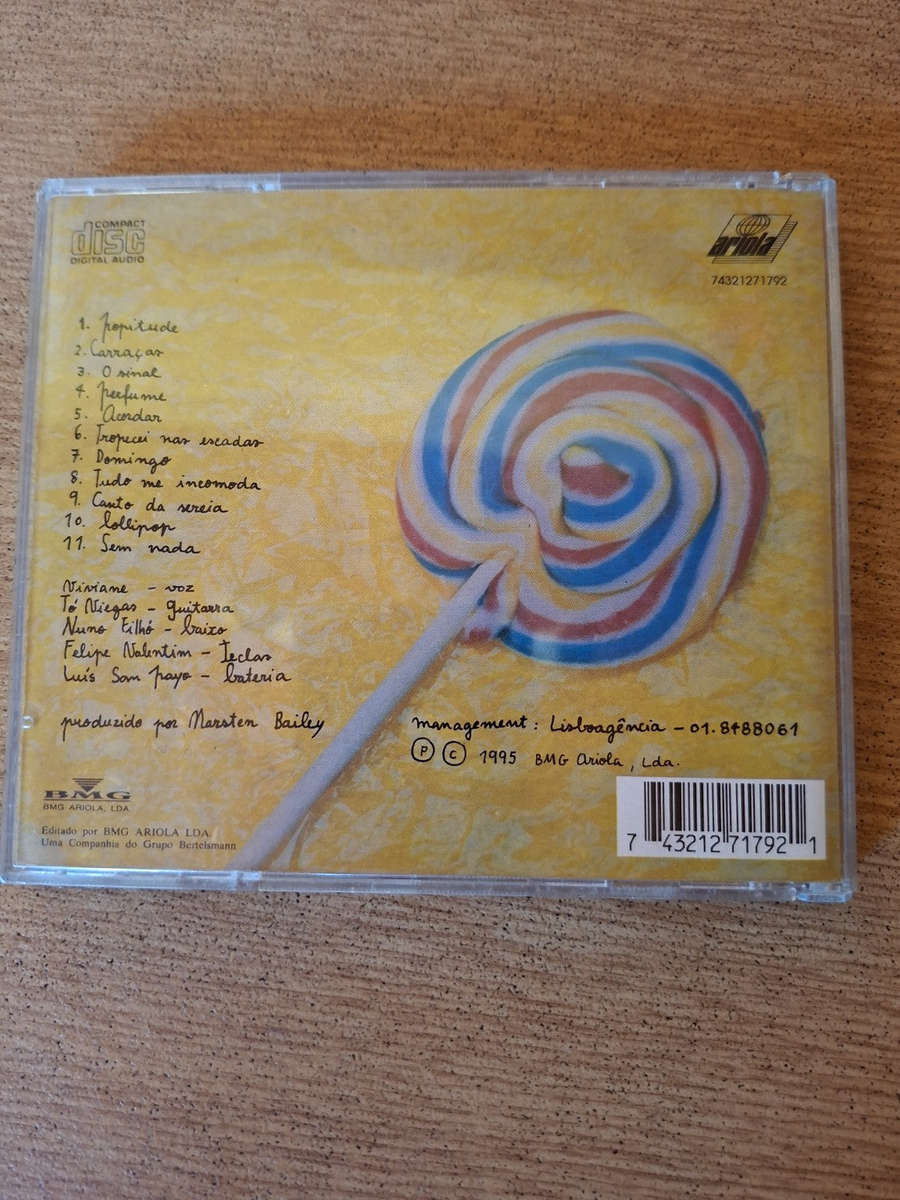 COMPACT
disc
DIGITAL AUDIO
ariola
74321271792
1. Popitude
2. Carraças
3. O sinal
4. Perfume
5. Acordar
6. Tropecei nas escadas
7. Domingo
8. Tudo me incomoda
9. Canto da sereia
10. Lollipop
11. Sem nada
Viviane - voz
Tó Viegas - guitarra
Nuno Filhó - baixo
Felipe Valentim - Teclas
Luís San Payo - bateria
produzido por Marsten Bailey
management: Lisboagência - 01.8488061
P C 1995 BMG Ariola, Lda.
BMG
BMG ARIOLA, LDA.
Editado por BMG ARIOLA LDA.
Uma Companhia do Grupo Bertelsmann
7 43212 71792 1